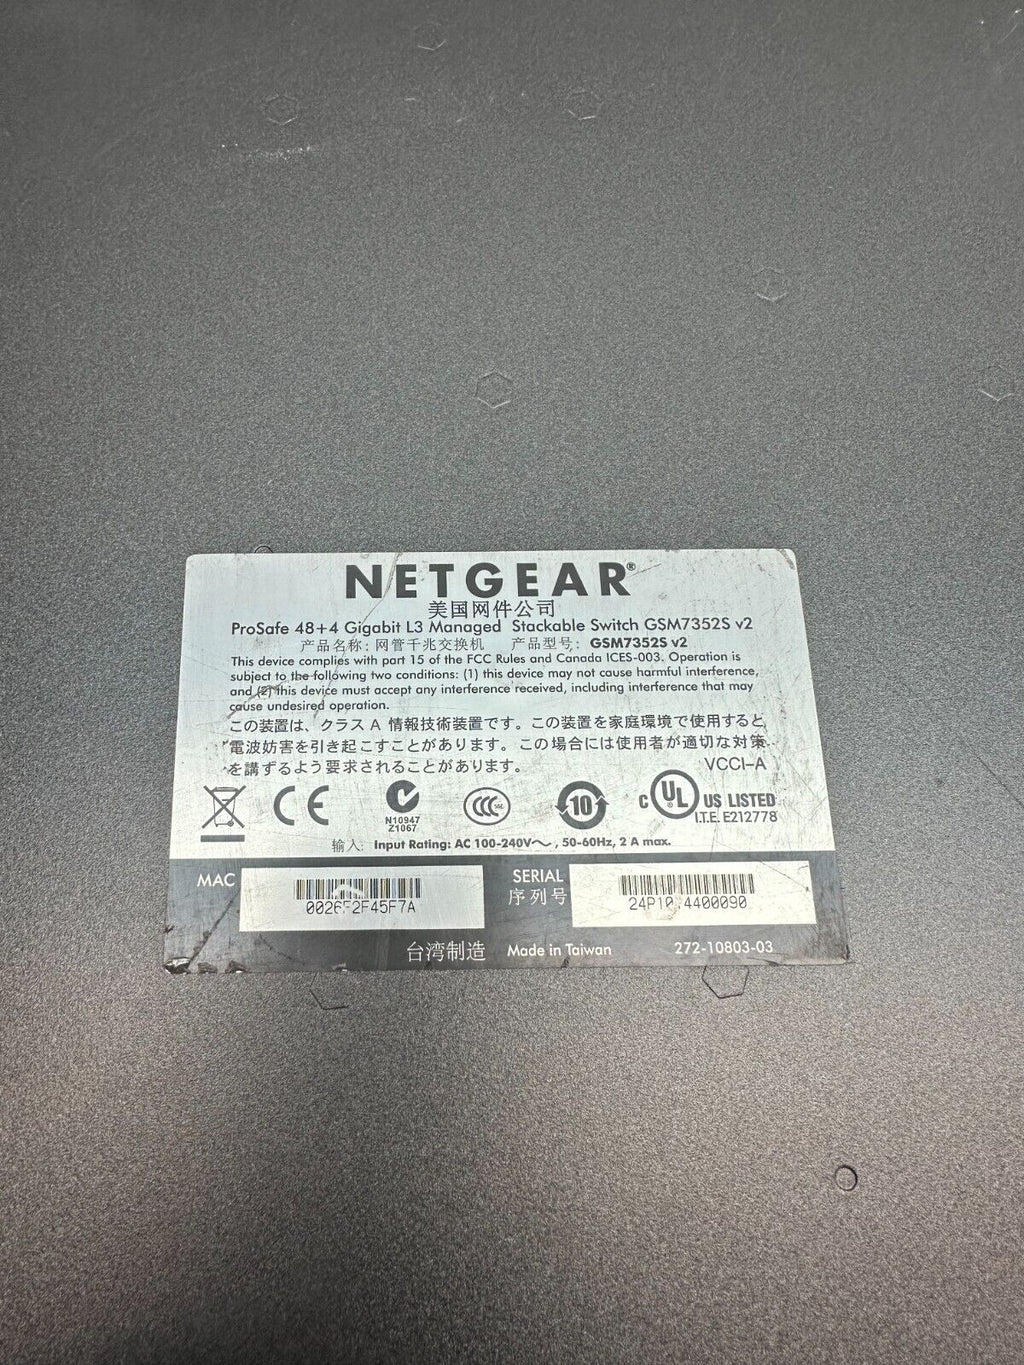 NETGEAR®
美国网件公司
ProSafe 48+4 Gigabit L3 Managed Stackable Switch GSM7352S v2
产品名称: 网管千兆交换机 产品型号: GSM7352S v2
This device complies with part 15 of the FCC Rules and Canada ICES-003. Operation is
subject to the following two conditions: (1) this device may not cause harmful interference,
and (2) this device must accept any interference received, including interference that may
cause undesired operation.
この装置は、クラス A 情報技術装置です。この装置を家庭環境で使用すると
電波妨害を引き起こすことがあります。この場合には使用者が適切な対策
を講ずるよう要求されることがあります。 VCCI-A
CE N10947 CCC 10 C UL US LISTED
Z1067 I.T.E. E212778
输入: Input Rating: AC 100-240V～, 50-60Hz, 2 A max.
MAC SERIAL
序列号
0026F2F45F7A
台湾制造 Made in Taiwan 272-10803-03